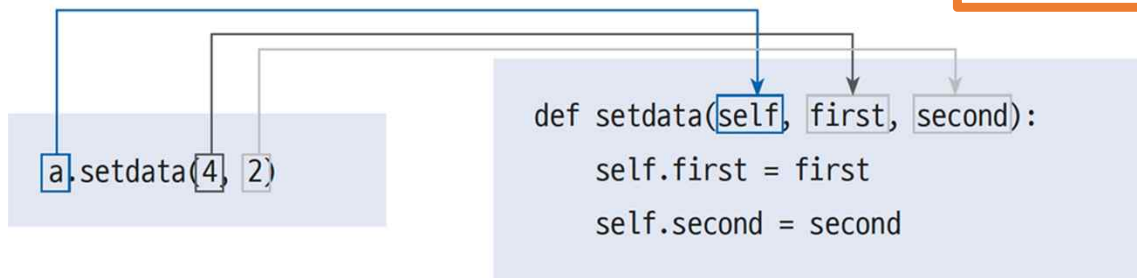 a.setdata(4, 2)
def setdata(self, first, second):
self.first = first
self.second = second